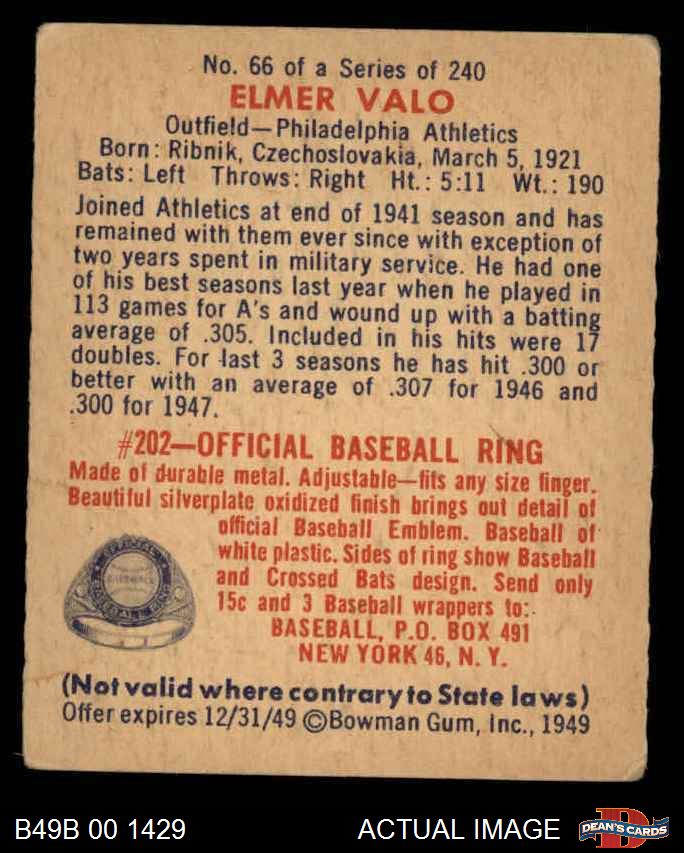 No. 66 of a Series of 240
ELMER VALO
Outfield—Philadelphia Athletics
Born: Ribnik, Czechoslovakia, March 5, 1921
Bats: Left Throws: Right Ht.: 5:11 Wt.: 190
Joined Athletics at end of 1941 season and has
remained with them ever since with exception of
two years spent in military service. He had one
of his best seasons last year when he played in
113 games for A's and wound up with a batting
average of .305. Included in his hits were 17
doubles. For last 3 seasons he has hit .300 or
better with an average of .307 for 1946 and
.300 for 1947.
#202—OFFICIAL BASEBALL RING
Made of durable metal. Adjustable—fits any size finger.
Beautiful silverplate oxidized finish brings out detail of
official Baseball Emblem. Baseball of
white plastic. Sides of ring show Baseball
and Crossed Bats design. Send only
15c and 3 Baseball wrappers to:
BASEBALL, P.O. BOX 491
NEW YORK 46, N. Y.
OFFICIAL
BASEBALL RING
(Not valid where contrary to State laws)
Offer expires 12/31/49 ©Bowman Gum, Inc., 1949
B49B 00 1429
ACTUAL IMAGE
DEAN'S CARDS